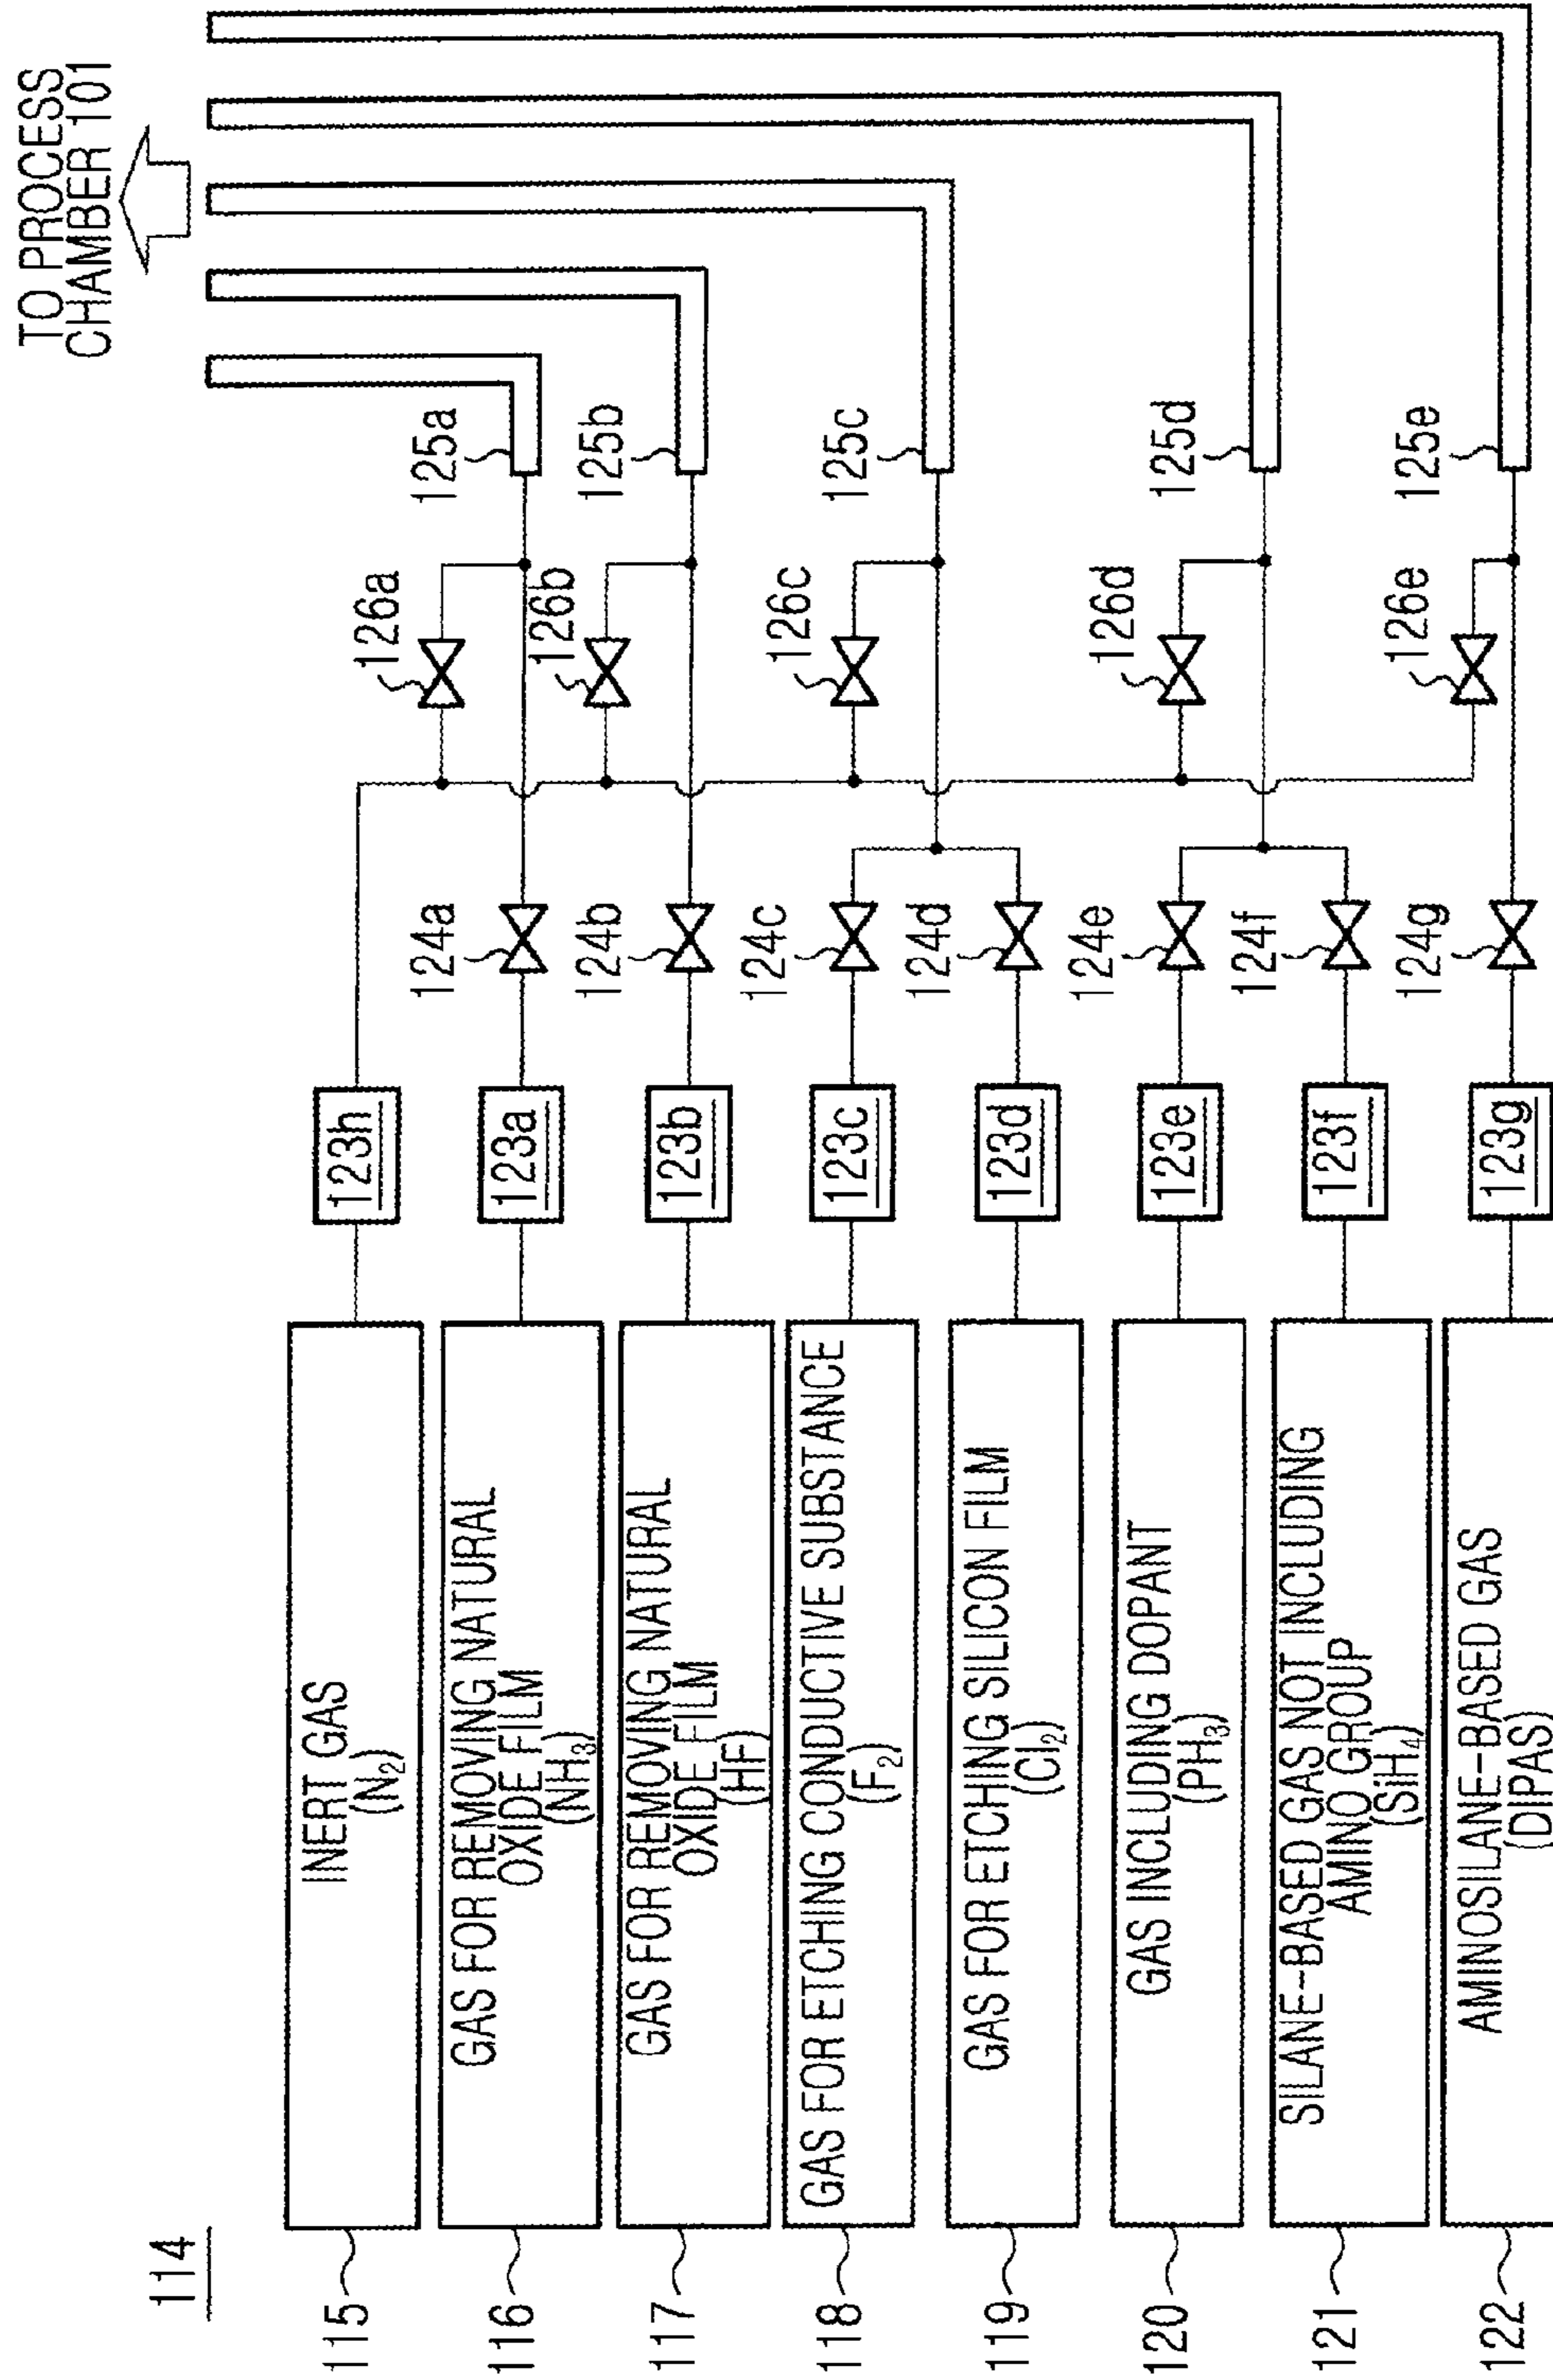 114
TO PROCESS
CHAMBER 101
115
INERT GAS
(N₂)
123h
116
GAS FOR REMOVING NATURAL
OXIDE FILM
(NH₃)
123a
124a
126a
125a
117
GAS FOR REMOVING NATURAL
OXIDE FILM
(HF)
123b
124b
126b
125b
118
GAS FOR ETCHING CONDUCTIVE SUBSTANCE
(F₂)
123c
124c
126c
125c
119
GAS FOR ETCHING SILICON FILM
(Cl₂)
123d
124d
120
GAS INCLUDING DOPANT
(PH₃)
123e
124e
126d
125d
121
SILANE-BASED GAS NOT INCLUDING
AMINO GROUP
(SiH₄)
123f
124f
122
AMINOSILANE-BASED GAS
(DIPAS)
123g
124g
126e
125e